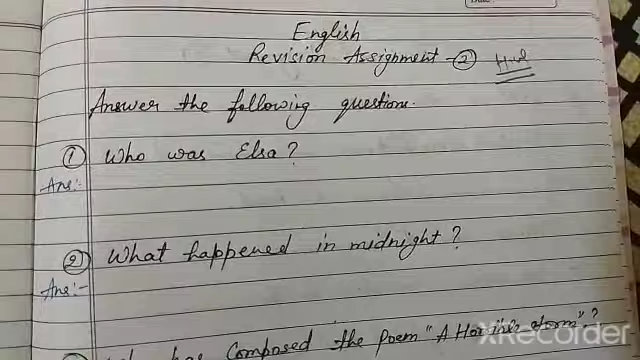 English
Revision Assignment -② H.W
Answer the following questions.
① Who was Elsa?
Ans:-
② What happened in midnight?
Ans:-
has composed the poem "A
XRecorder